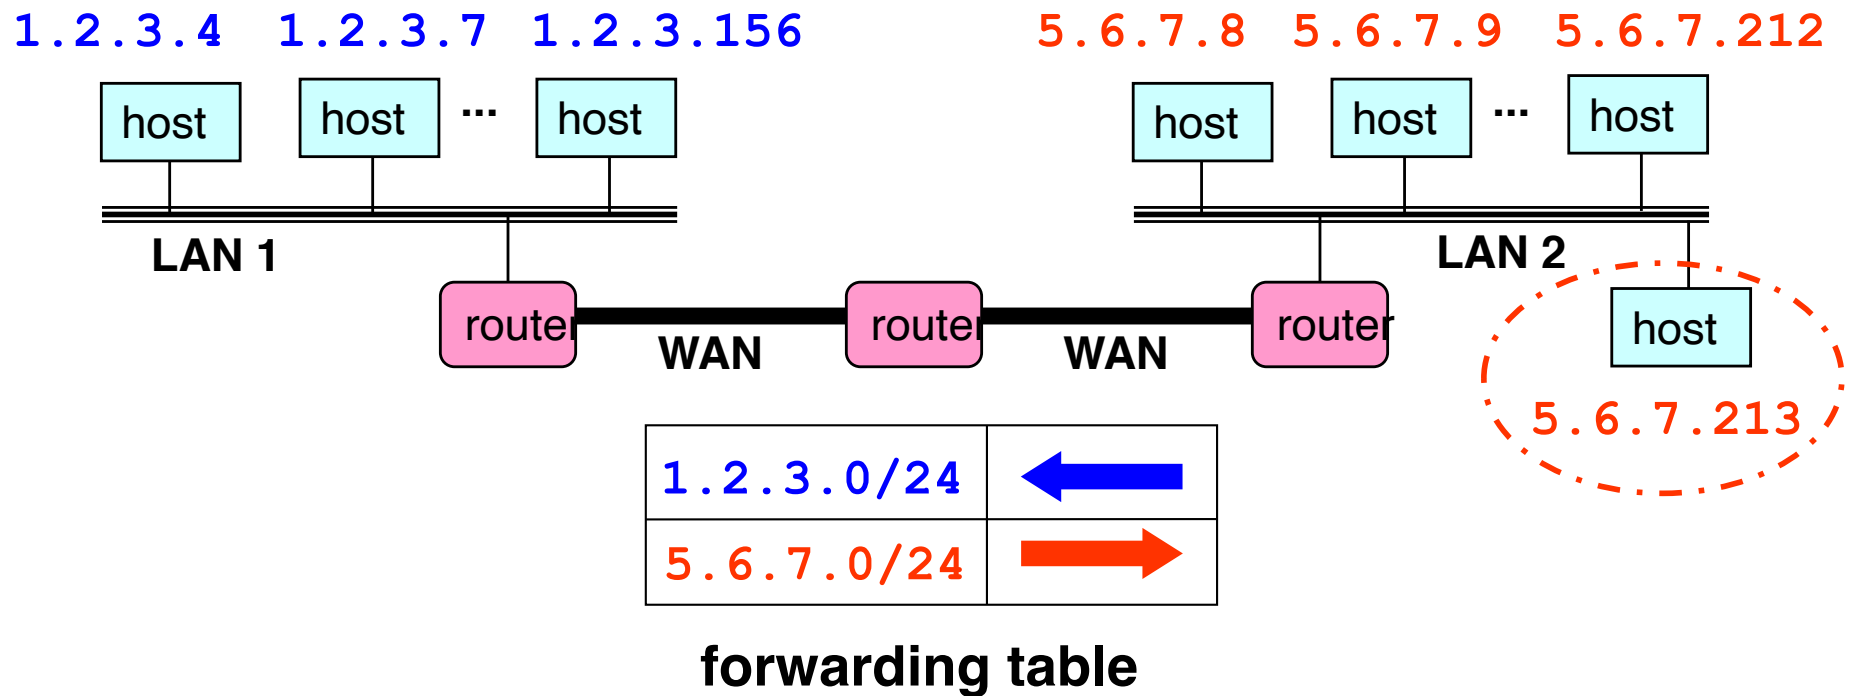 1.2.3.4 1.2.3.7 1.2.3.156 5.6.7.8 5.6.7.9 5.6.7.212
host host ... host host host ... host
LAN 1 LAN 2
router WAN router WAN router host
5.6.7.213
1.2.3.0/24
5.6.7.0/24
forwarding table